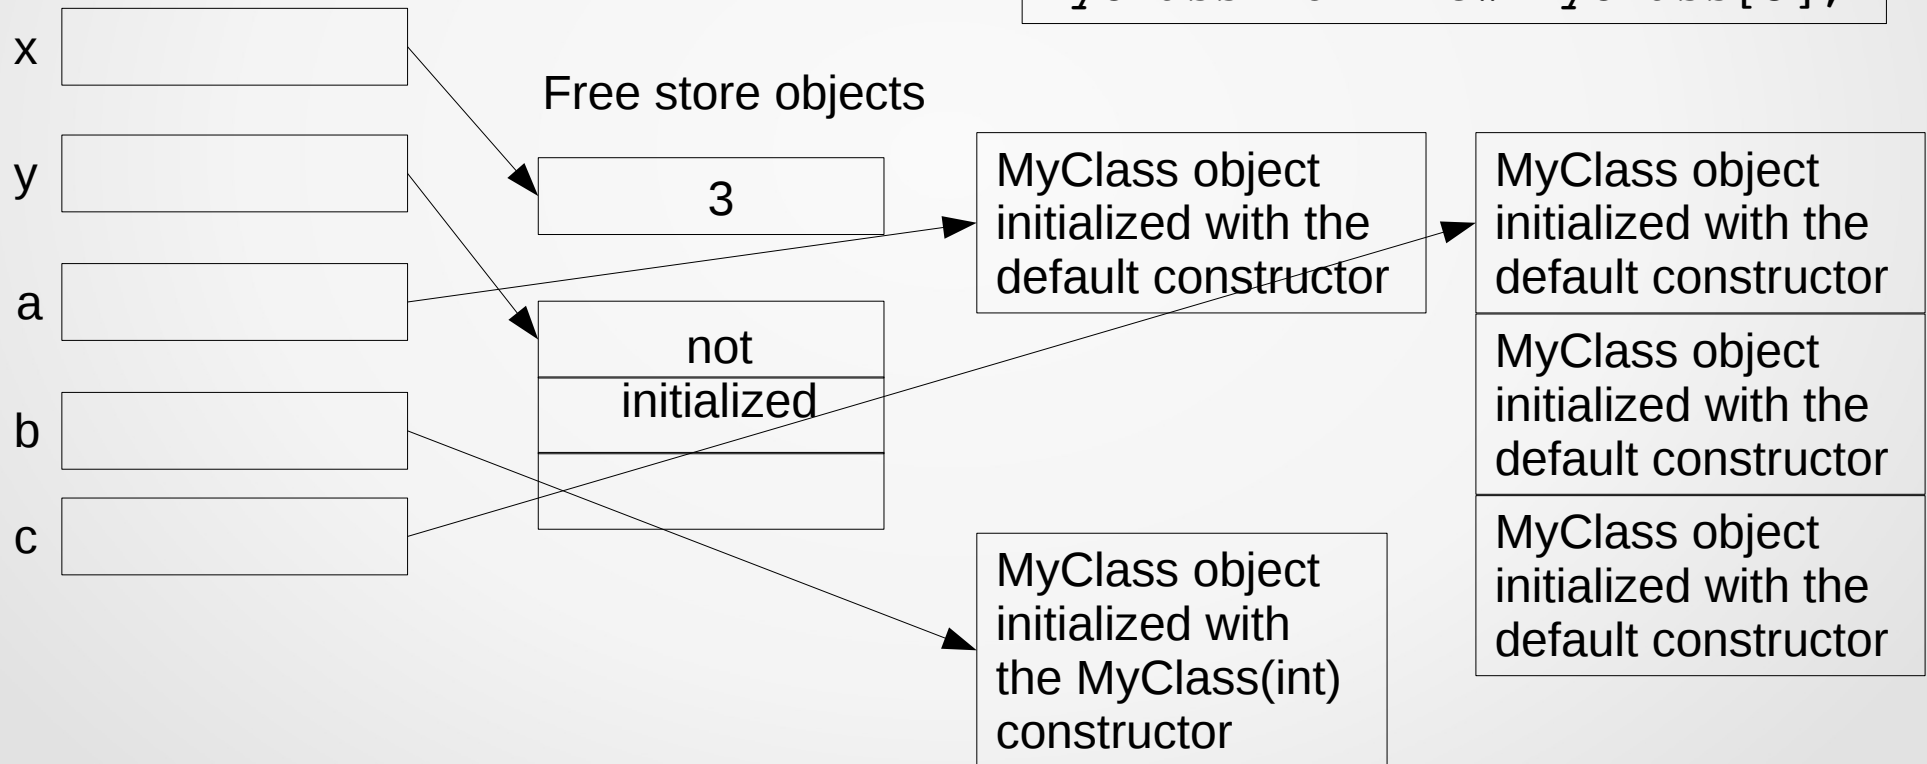 x
Free store objects
y
3
a
not
initialized
b
c
MyClass object
initialized with the
default constructor
MyClass object
initialized with
the MyClass(int)
constructor
MyClass object
initialized with the
default constructor
MyClass object
initialized with the
default constructor
MyClass object
initialized with the
default constructor